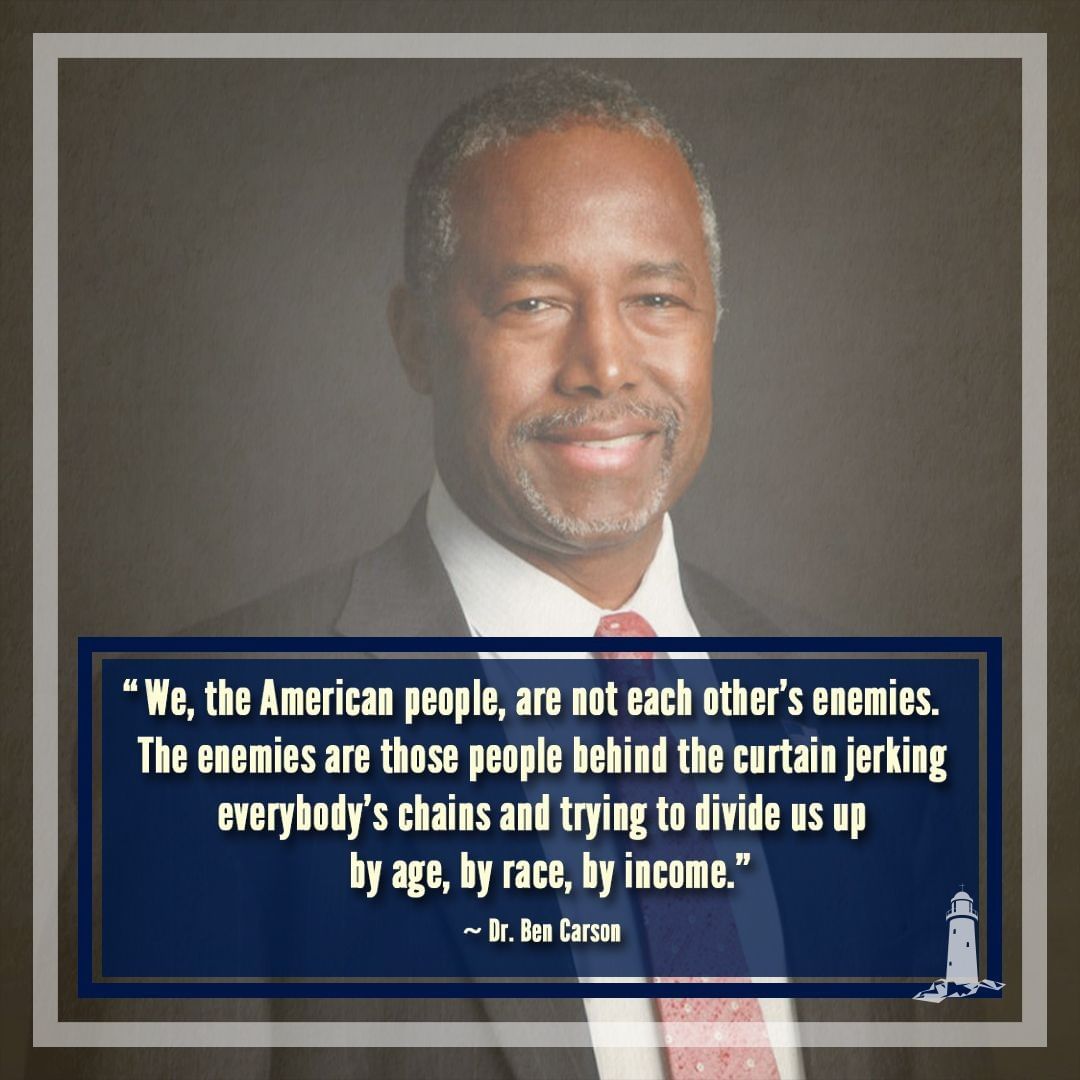 “ We, the American people, are not each other’s enemies.
The enemies are those people behind the curtain jerking
everybody’s chains and trying to divide us up
by age, by race, by income.”
~ Dr. Ben Carson